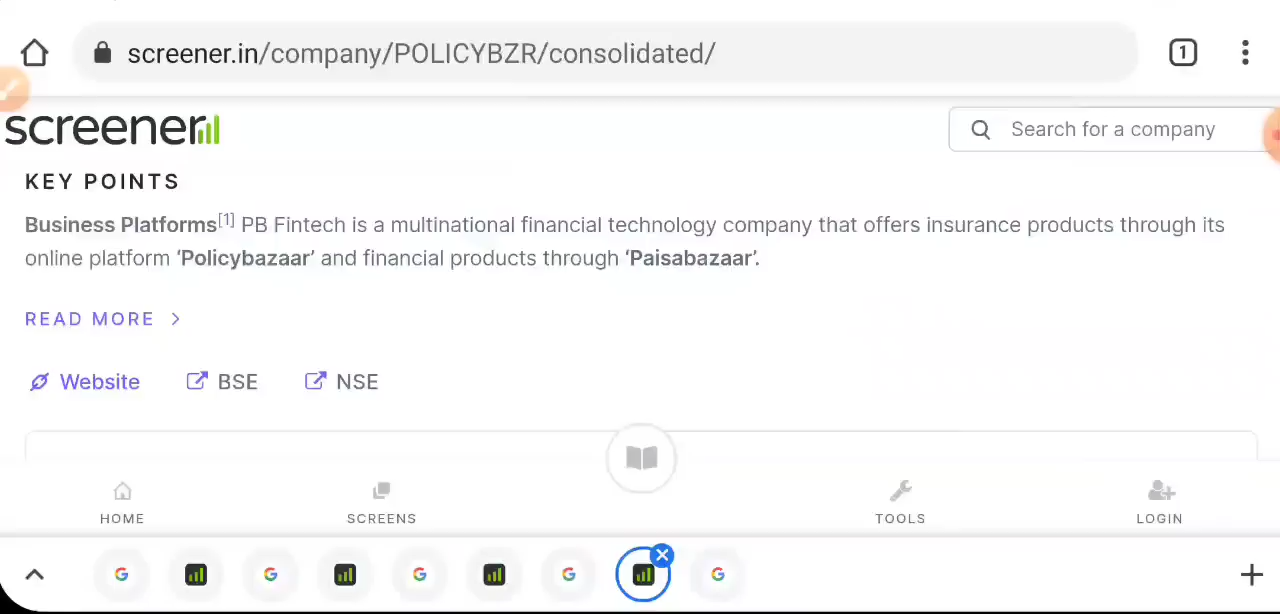 screener.in/company/POLICYBZR/consolidated/
1
screener
Search for a company
KEY POINTS
Business Platforms[1] PB Fintech is a multinational financial technology company that offers insurance products through its
online platform ‘Policybazaar’ and financial products through ‘Paisabazaar’.
READ MORE
Website
BSE
NSE
HOME
SCREENS
TOOLS
LOGIN